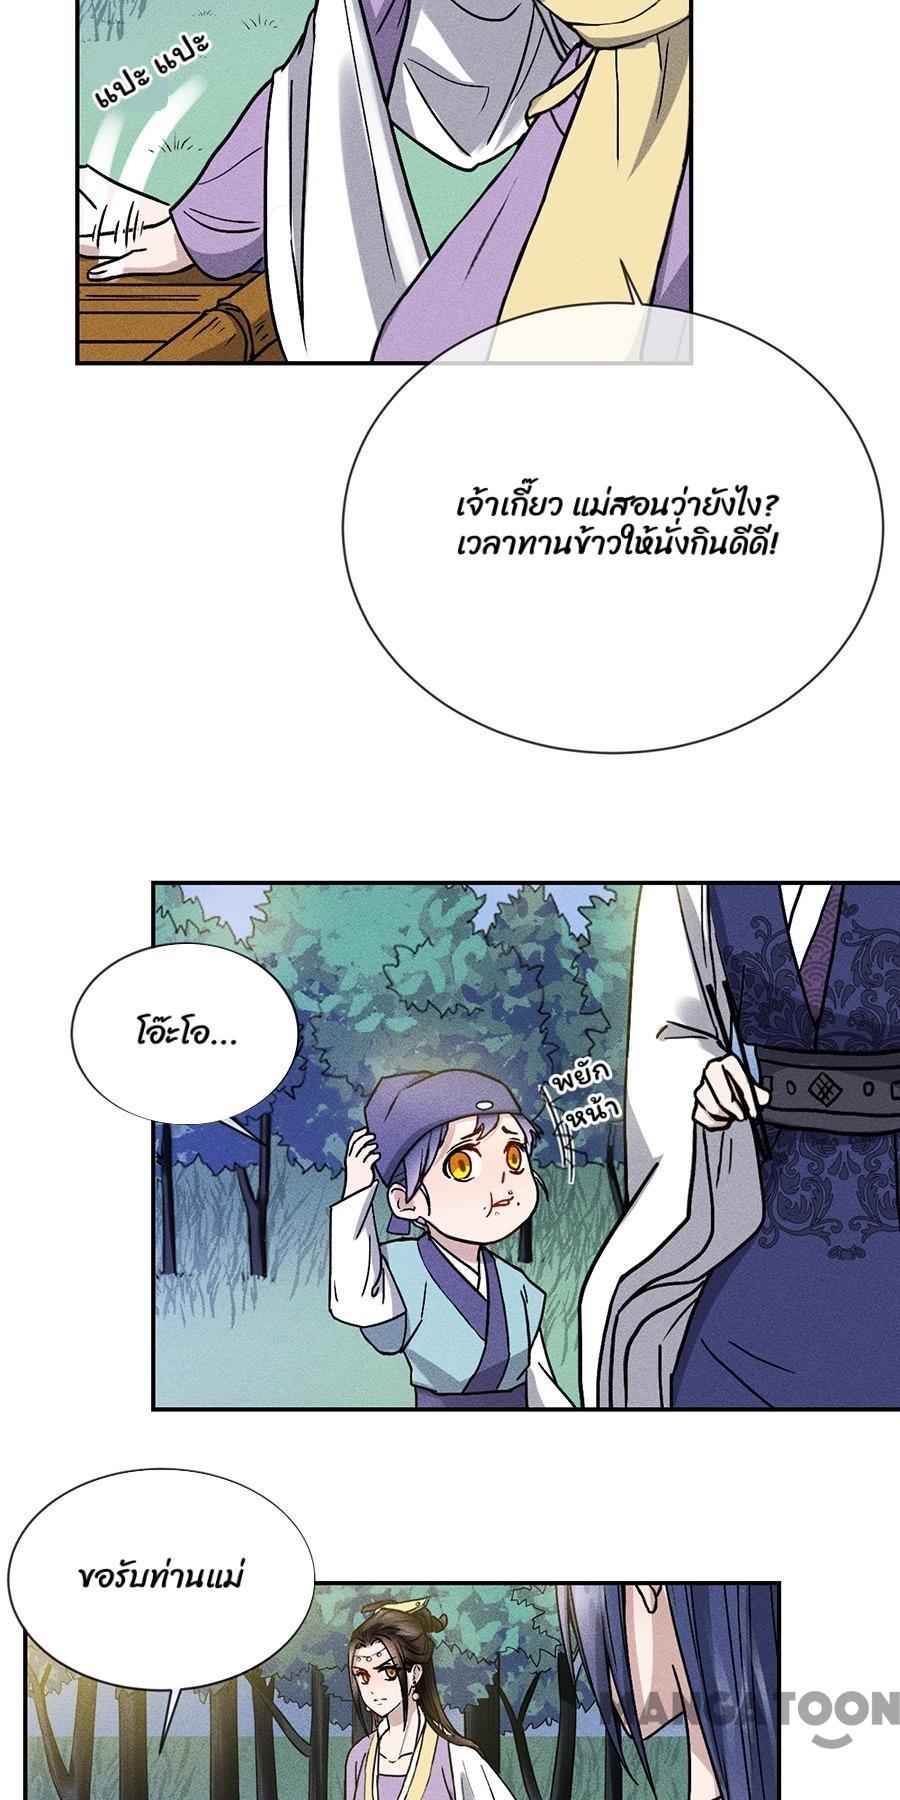 แปะ แปะ
เจ้าเกี๊ยว แม่สอนว่ายังไง?
เวลาทานข้าวให้นั่งกินดีดี!
โอ๊ะโอ...
พยัก
หน้า
ขอรับท่านแม่
MANGATOON